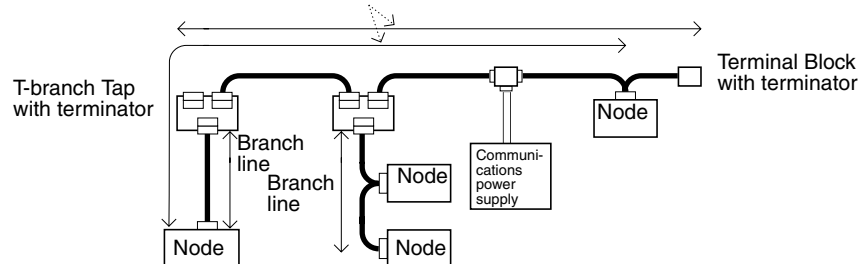 T-branch Tap
with terminator
Terminal Block
with terminator
Node
Branch
line
Branch
line
Communi-
cations
power
supply
Node
Node
Node